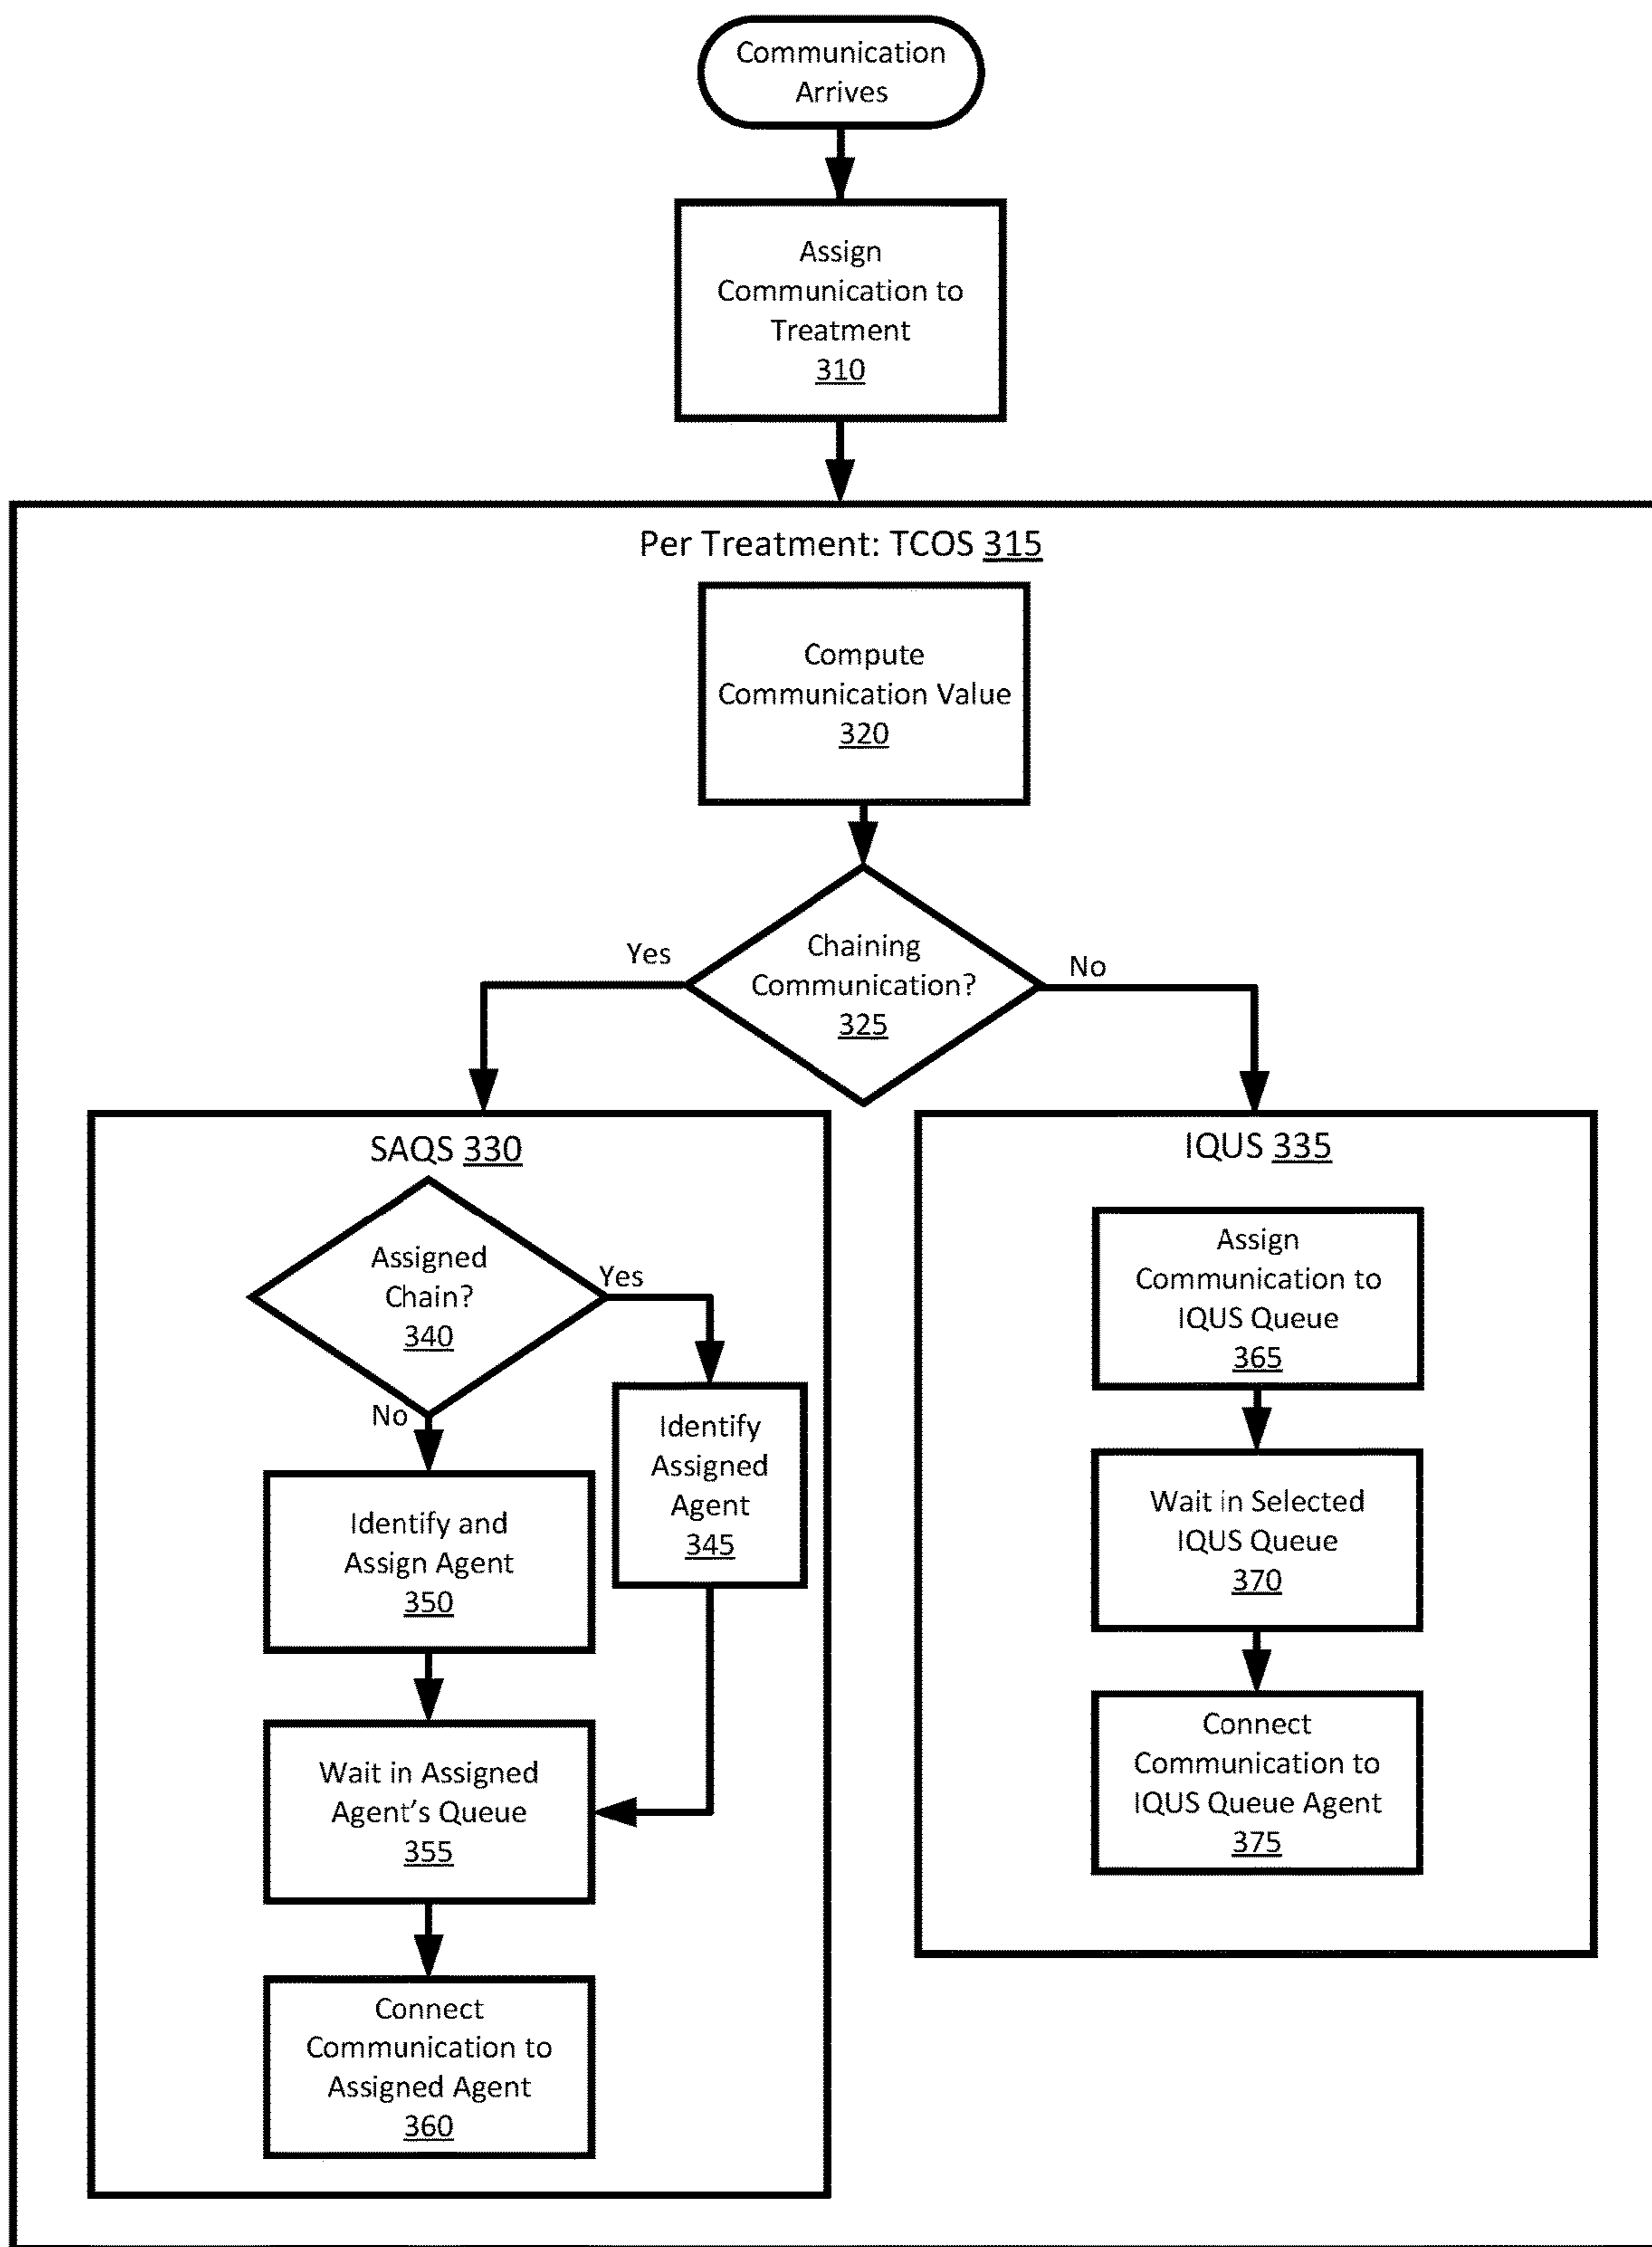 Communication
Arrives
Assign
Communication to
Treatment
310
Per Treatment: TCOS 315
Compute
Communication Value
320
Chaining
Communication?
325
Yes
No
SAQS 330
Assigned
Chain?
340
Yes
No
Identify
Assigned
Agent
345
Identify and
Assign Agent
350
Wait in Assigned
Agent's Queue
355
Connect
Communication to
Assigned Agent
360
IQUS 335
Assign
Communication to
IQUS Queue
365
Wait in Selected
IQUS Queue
370
Connect
Communication to
IQUS Queue Agent
375